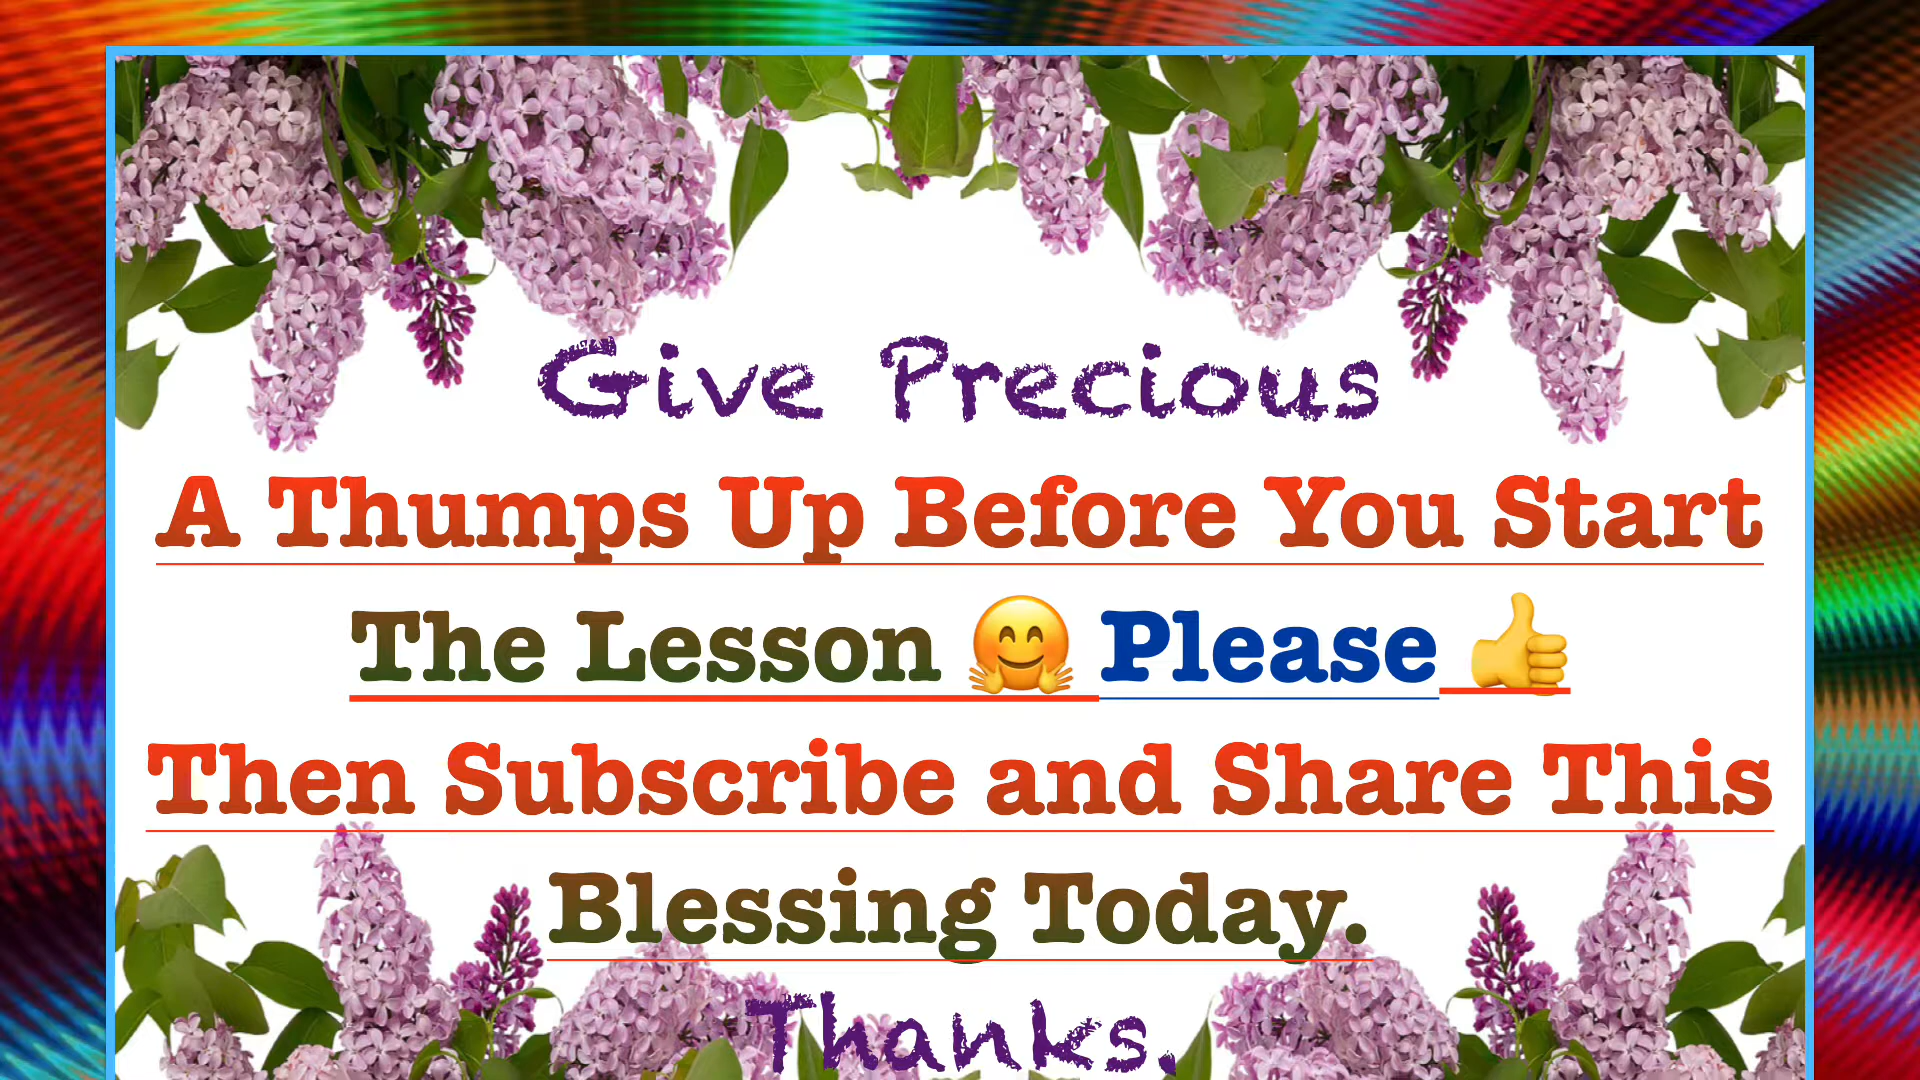 Give Precious
A Thumps Up Before You Start
The Lesson 🤗 Please 👍
Then Subscribe and Share This
Blessing Today.
Thanks.